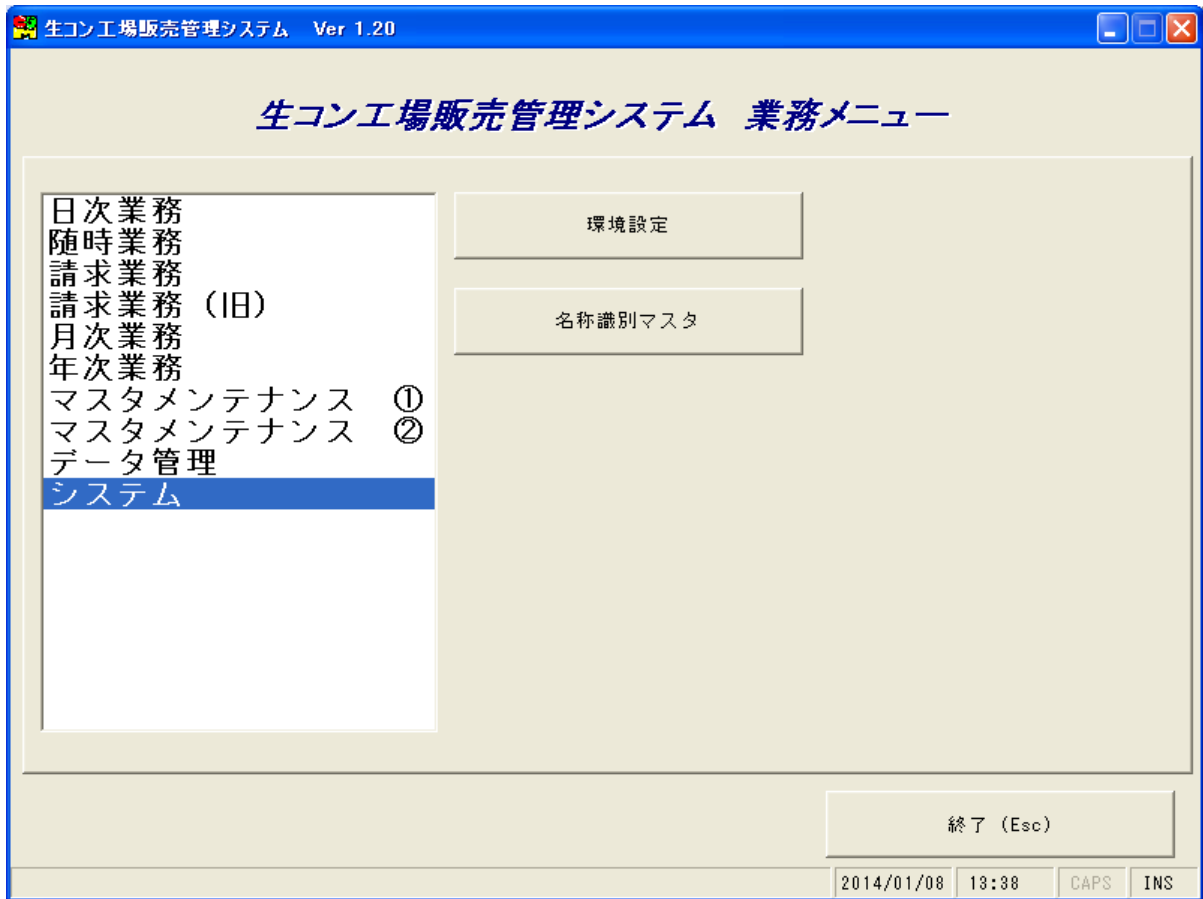 生コン工場販売管理システム Ver 1.20
生コン工場販売管理システム 業務メニュー
日次業務
随時業務
請求業務
請求業務（旧）
月次業務
年次業務
マスタメンテナンス ①
マスタメンテナンス ②
データ管理
システム
環境設定
名称識別マスタ
終了（Esc）
2014/01/08 13:38 CAPS INS